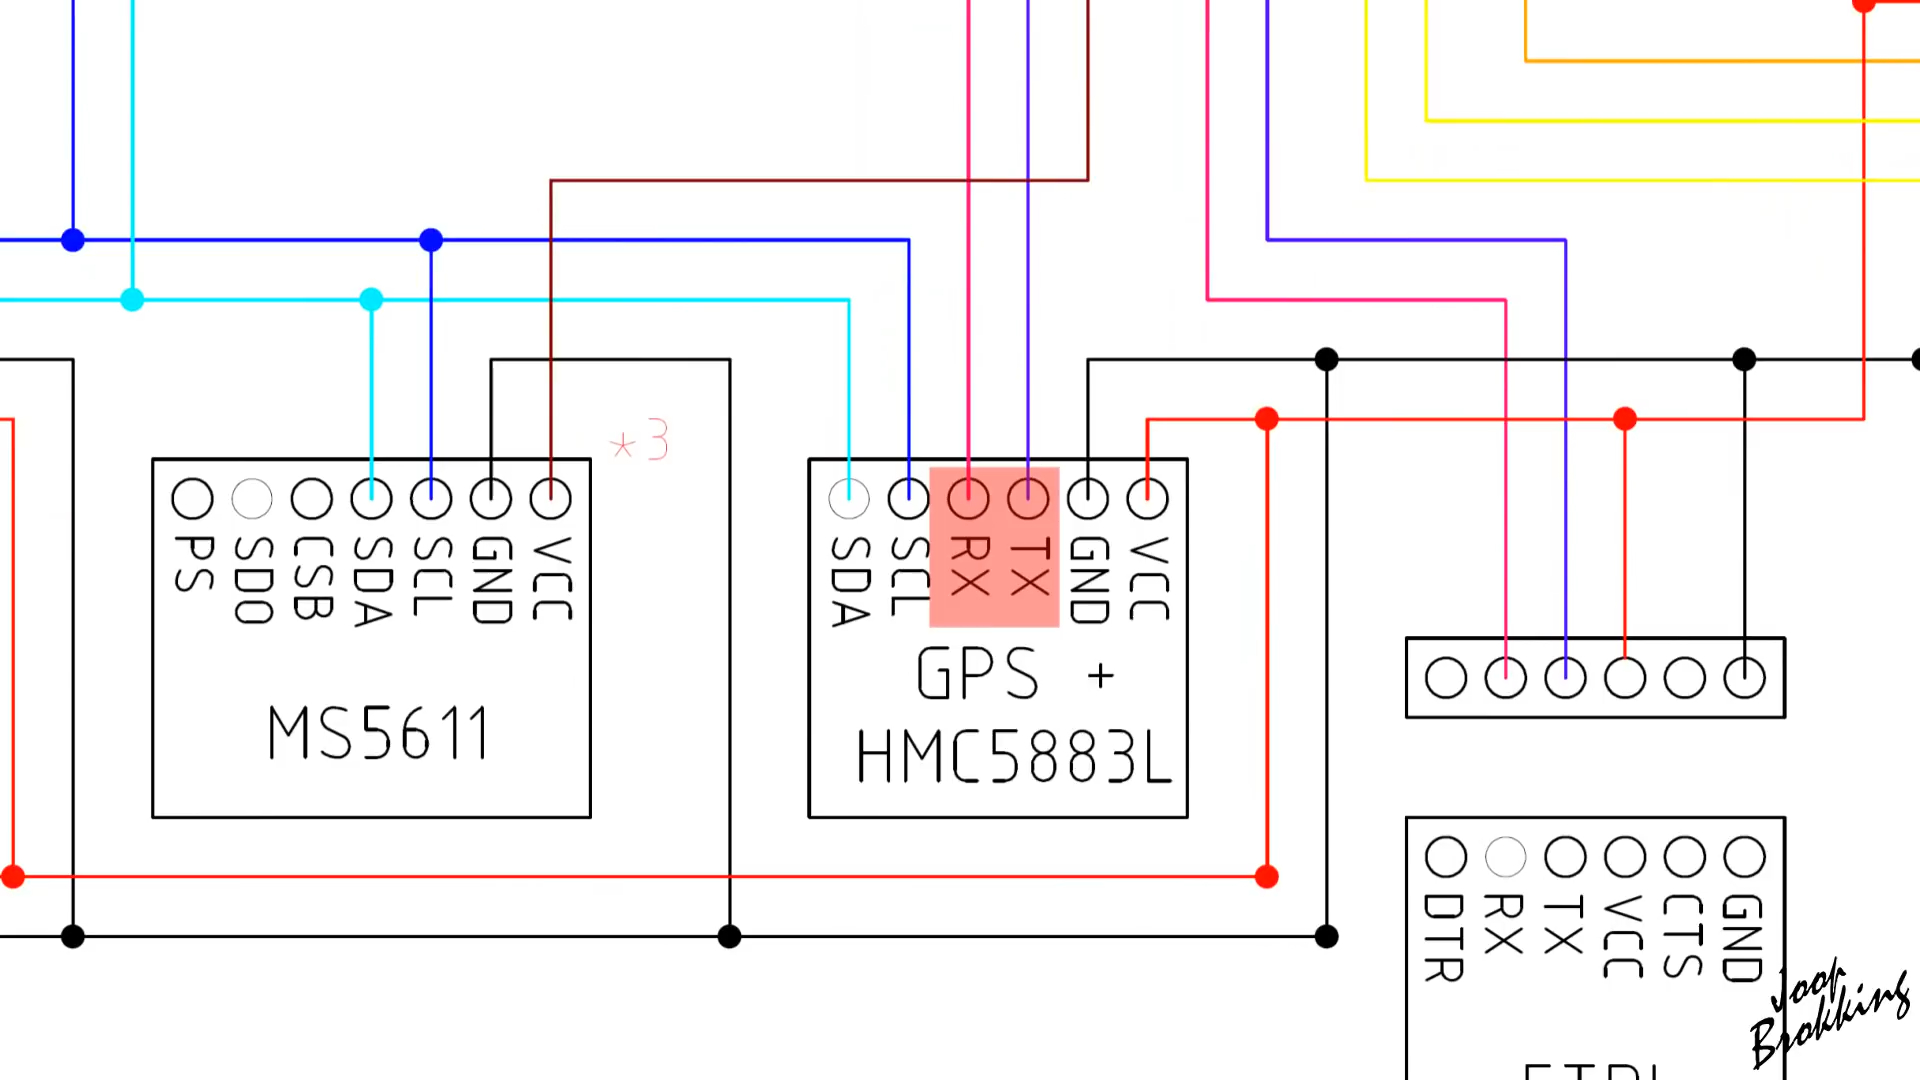 *3
PS SDO CSB SDA SCL GND VCC
MS5611
SDA SCL RX TX GND VCC
GPS +
HMC5883L
DTR RX TX VCC CTS GND
FTDI
Joop
Brokking